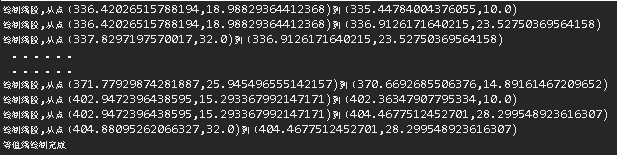 绘制线段,从点(336.42026515788194,18.98829364412368)到(335.44784004376055,10.0)
绘制线段,从点(336.42026515788194,18.98829364412368)到(336.9126171640215,23.52750369564158)
绘制线段,从点(337.8297197570017,32.0)到(336.9126171640215,23.52750369564158)
......
......
绘制线段,从点(371.77929874281887,25.945496555142157)到(370.6692685506376,14.89161467209652)
绘制线段,从点(402.9472396438595,15.293367992147171)到(402.36347907795334,10.0)
绘制线段,从点(402.9472396438595,15.293367992147171)到(404.4677512452701,28.299548923616307)
绘制线段,从点(404.88095262066327,32.0)到(404.4677512452701,28.299548923616307)
等值线绘制完成